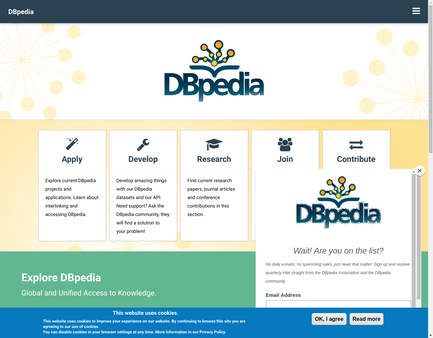 DBpedia
DBpedia
Apply
Explore current DBpedia
projects and
applications. Learn about
interlinking and
accessing DBpedia.
Develop
Develop amazing things
with our DBpedia
datasets and our API.
Need support? Ask the
DBpedia community, they
will find a solution to
your problem!
Research
Find current research
papers, journal articles
and conference
contributions in this
section.
Join
Contribute
DBpedia
Wait! Are you on the list?
No daily e-mails, no spamming sales, just news that matter! Sign up and receive
quarterly intel straight from the DBpedia Association and the DBpedia
community.
Email Address
Explore DBpedia
Global and Unified Access to Knowledge.
This website uses cookies.
This website uses cookies to improve your experience on our website. By continuing to browse this site you are
agreeing to our use of cookies.
You can disable cookies in your browser settings at any time. More information in our Privacy Policy.
OK, I agree
Read more